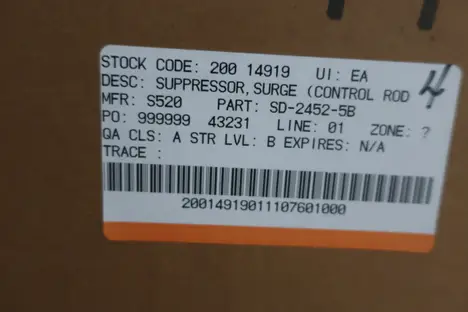 STOCK CODE: 200 14919 UI: EA
DESC: SUPPRESSOR, SURGE (CONTROL ROD
MFR: S520 PART: SD-2452-5B
PO: 999999 43231 LINE: 01 ZONE: ?
QA CLS: A STR LVL: B EXPIRES: N/A
TRACE :
20014919011107601000
4